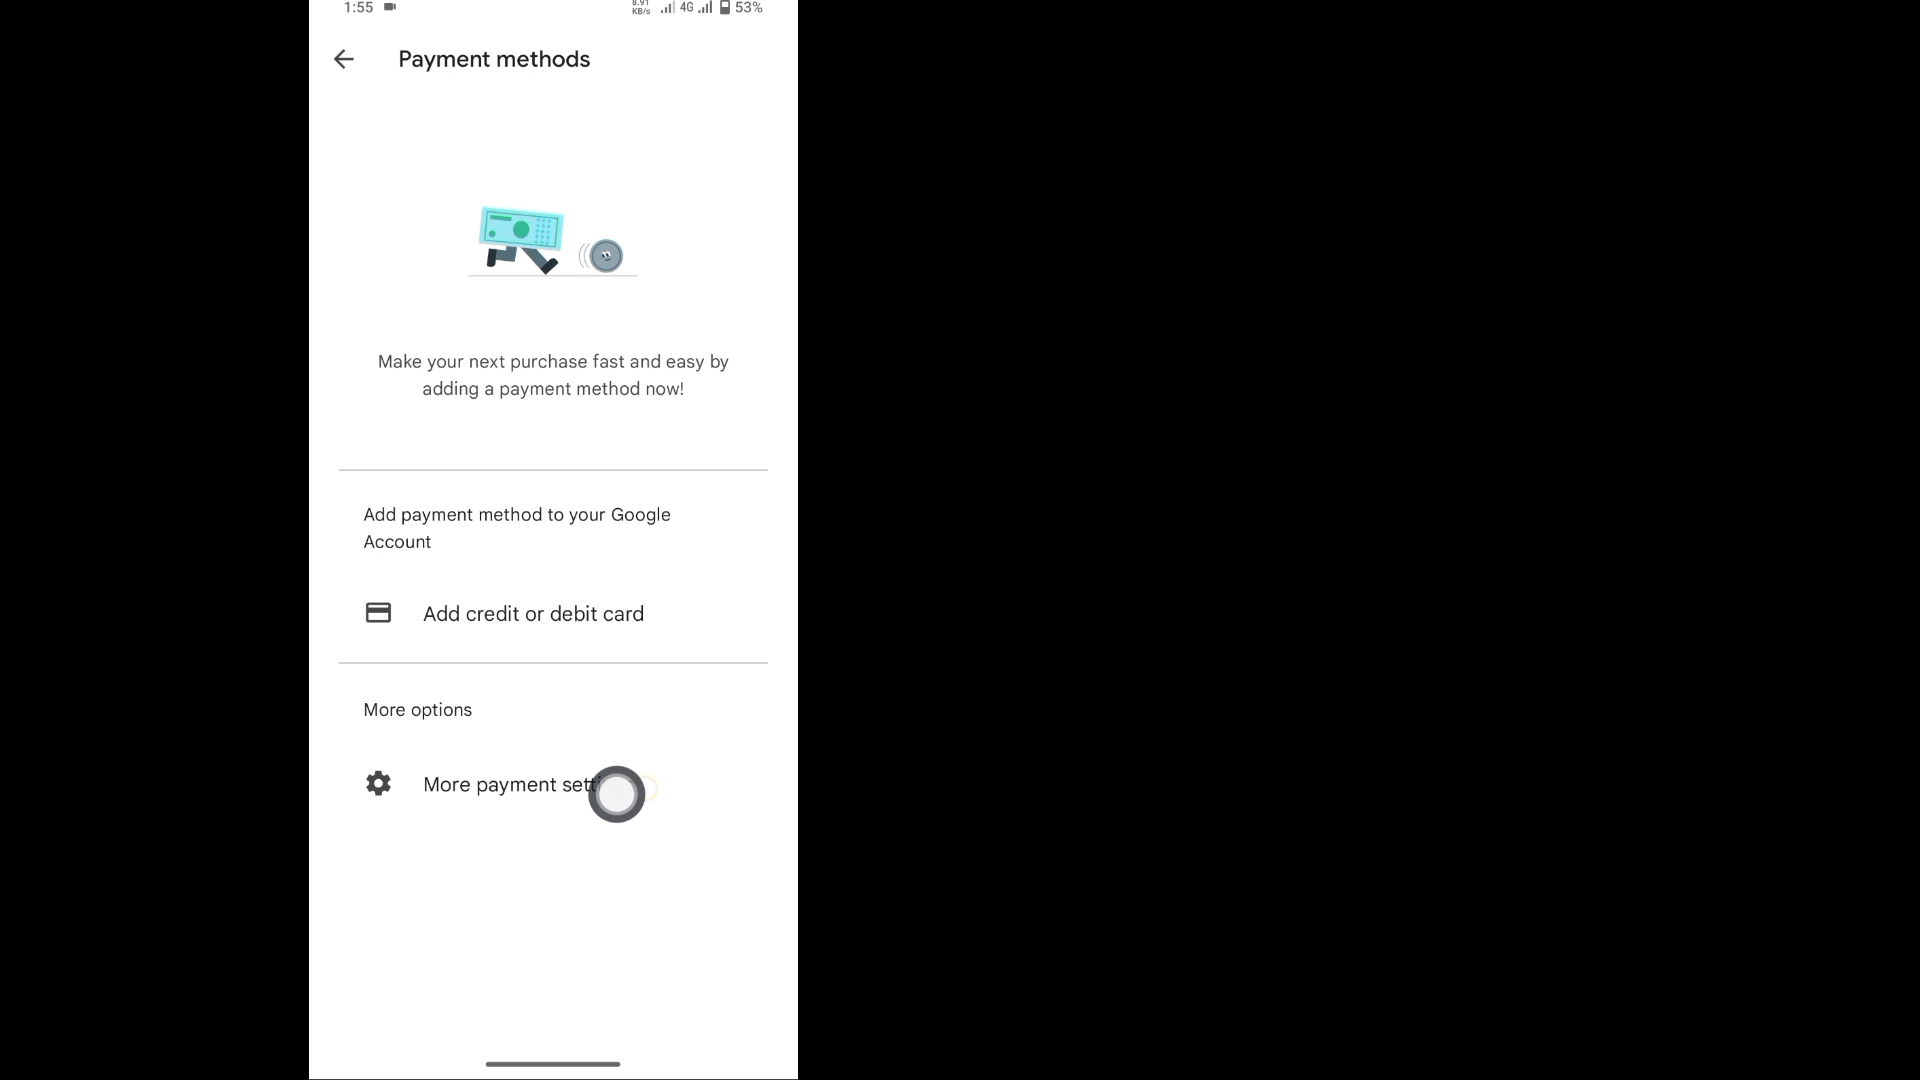 1:55
8.91
KB/s
4G
53%
Payment methods
Make your next purchase fast and easy by
adding a payment method now!
Add payment method to your Google
Account
Add credit or debit card
More options
More payment